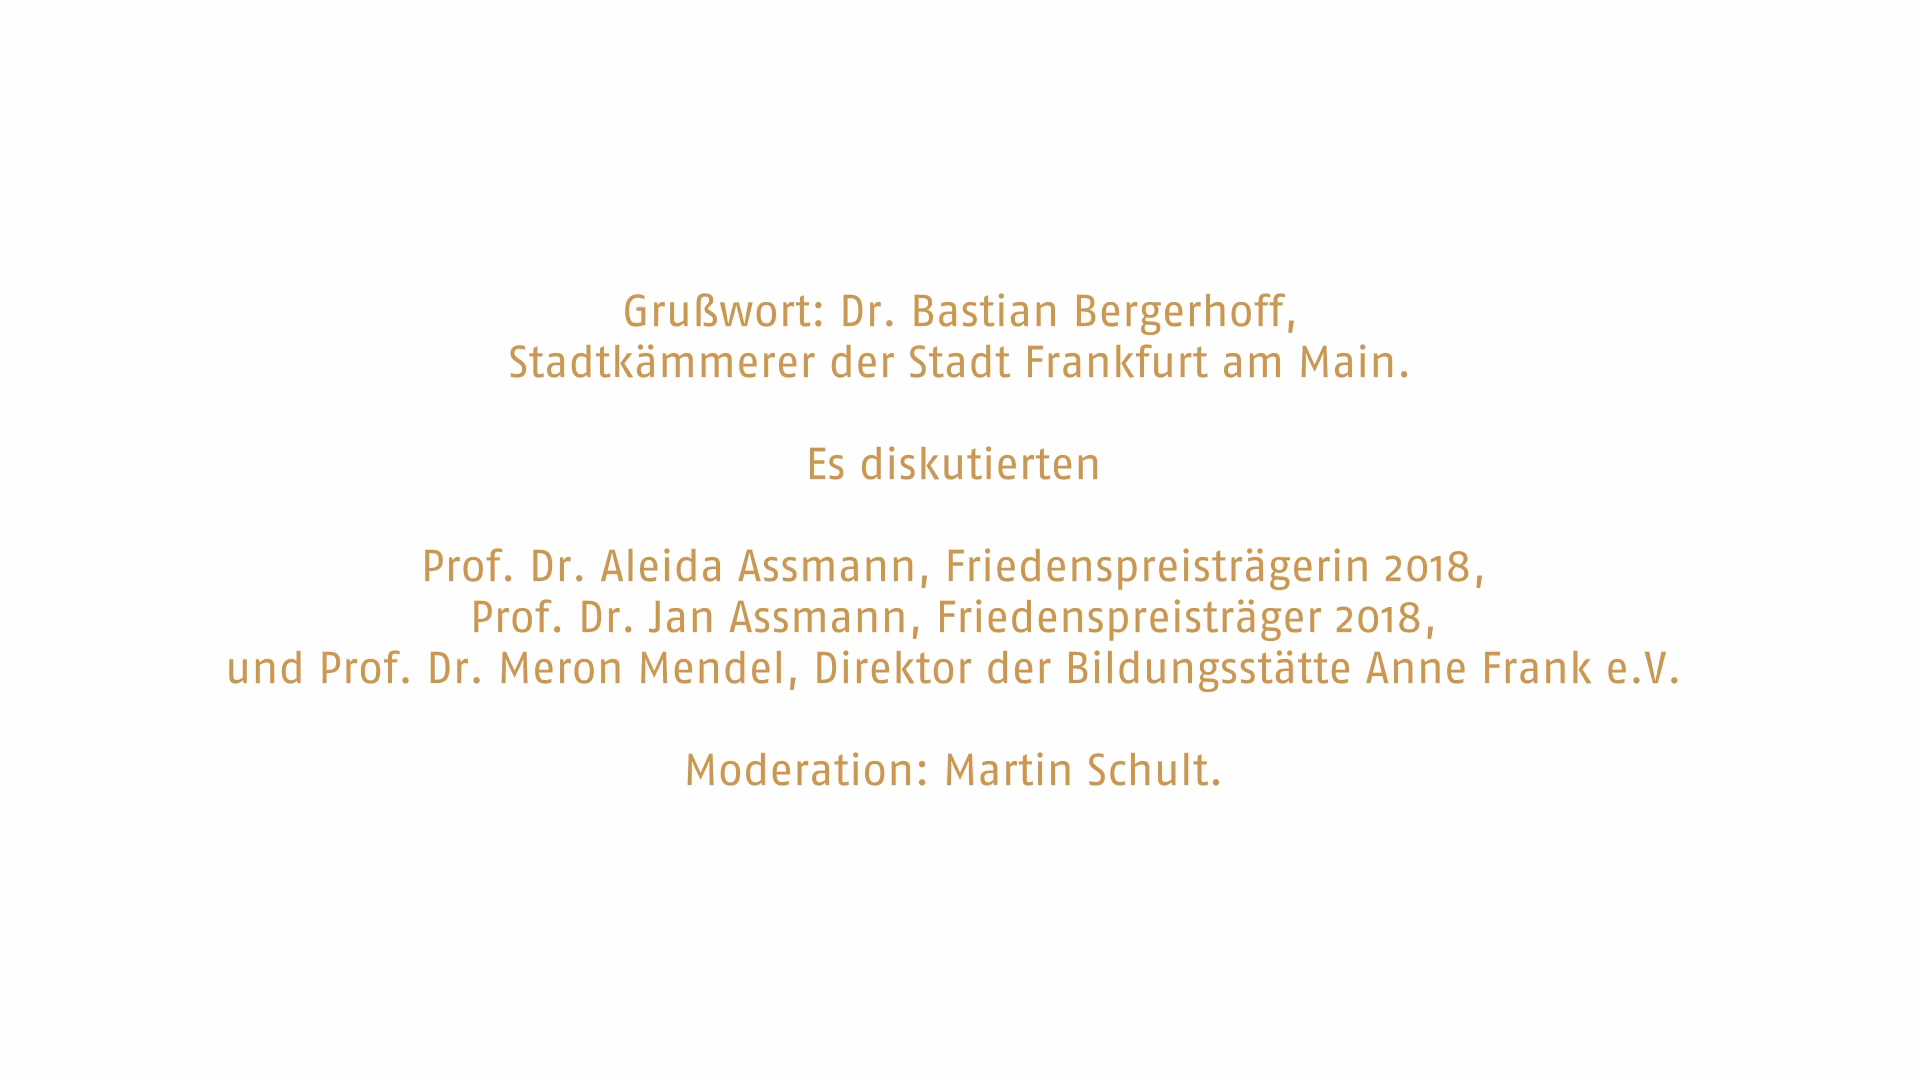 Grußwort: Dr. Bastian Bergerhoff,
Stadtkämmerer der Stadt Frankfurt am Main.
Es diskutierten
Prof. Dr. Aleida Assmann, Friedenspreisträgerin 2018,
Prof. Dr. Jan Assmann, Friedenspreisträger 2018,
und Prof. Dr. Meron Mendel, Direktor der Bildungsstätte Anne Frank e.V.
Moderation: Martin Schult.